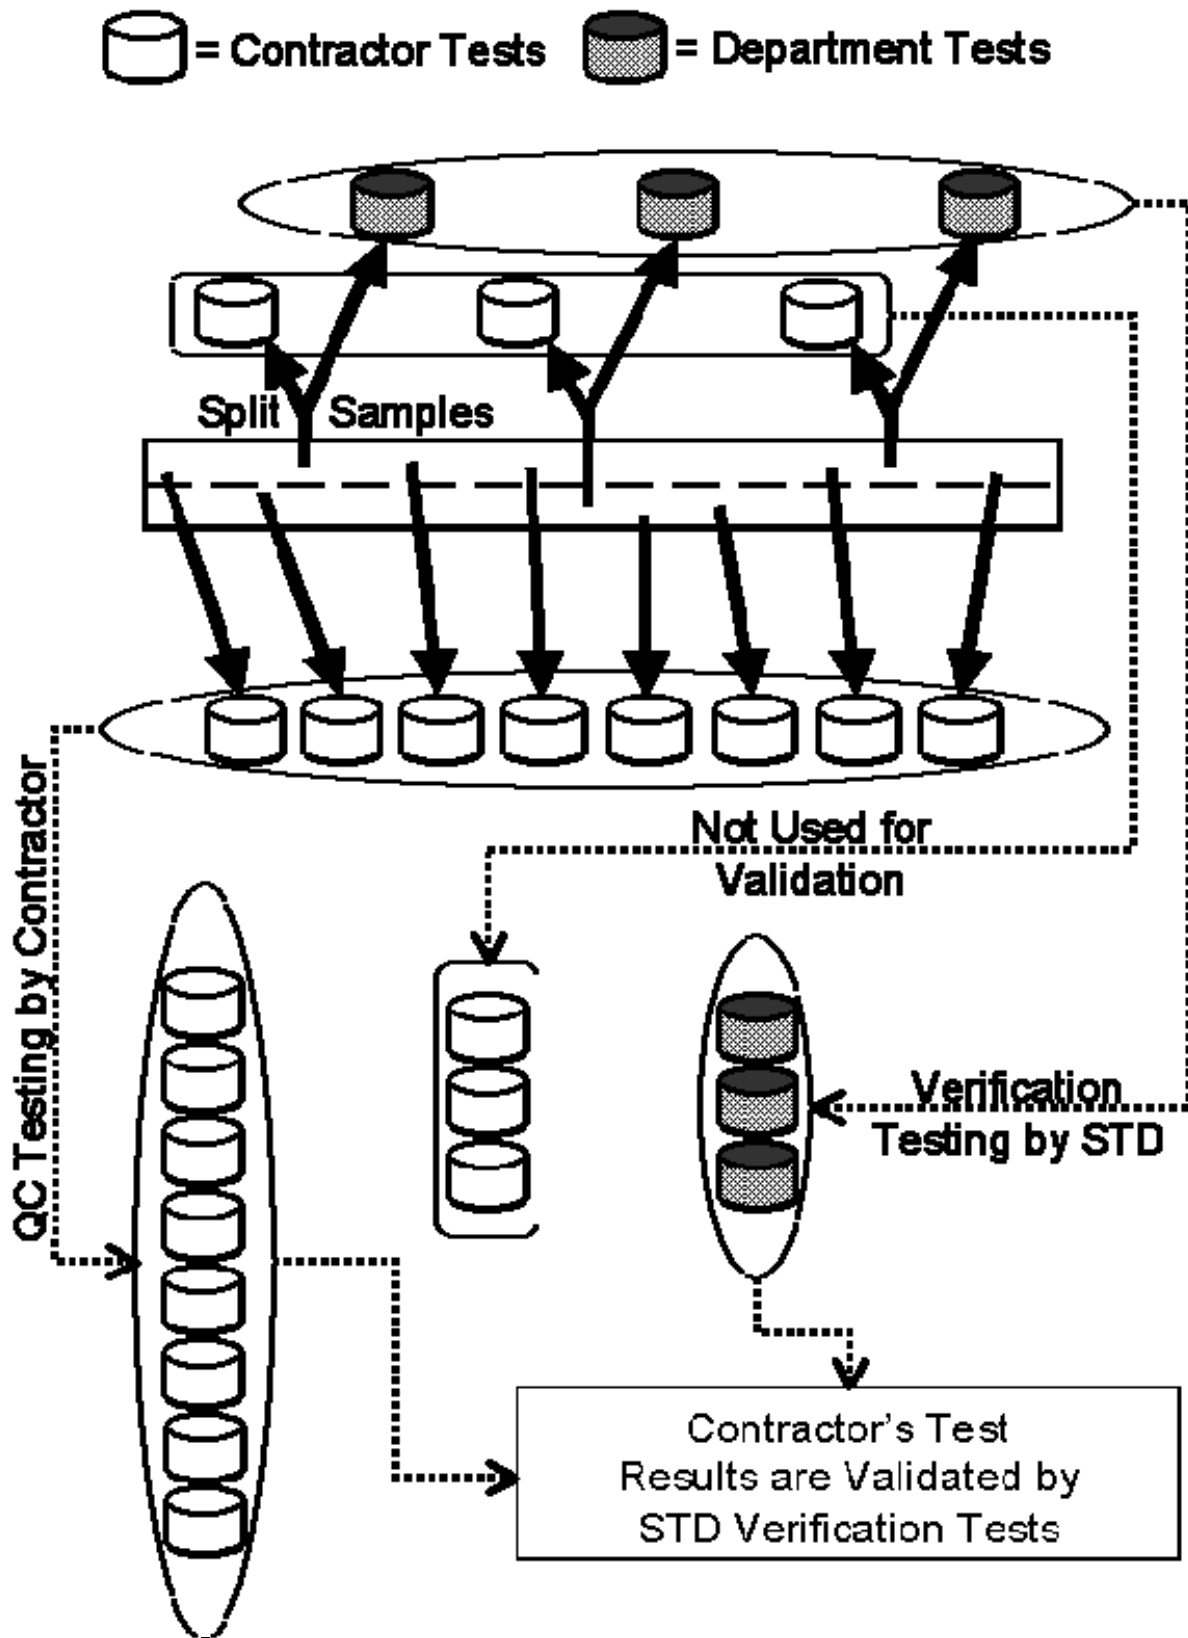 = Contractor Tests = Department Tests
Split Samples
QC Testing by Contractor
Not Used for
Validation
Verification
Testing by STD
Contractor's Test
Results are Validated by
STD Verification Tests